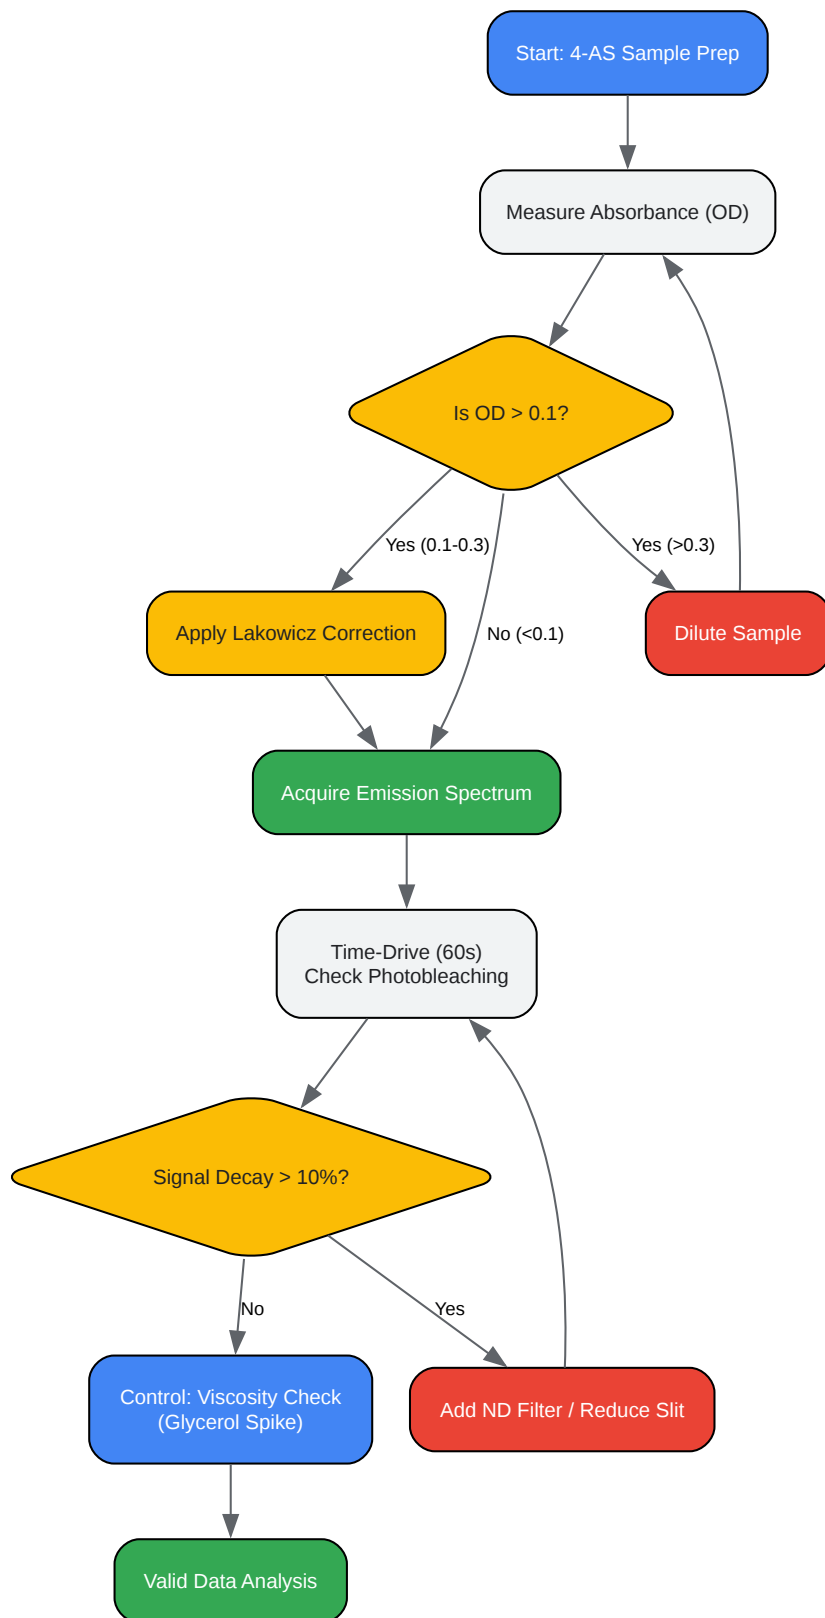 Start: 4-AS Sample Prep
Measure Absorbance (OD)
Is OD > 0.1?
Yes (0.1-0.3)
Yes (>0.3)
Apply Lakowicz Correction
No (<0.1)
Dilute Sample
Acquire Emission Spectrum
Time-Drive (60s)
Check Photobleaching
Signal Decay > 10%?
No
Yes
Control: Viscosity Check
(Glycerol Spike)
Add ND Filter / Reduce Slit
Valid Data Analysis